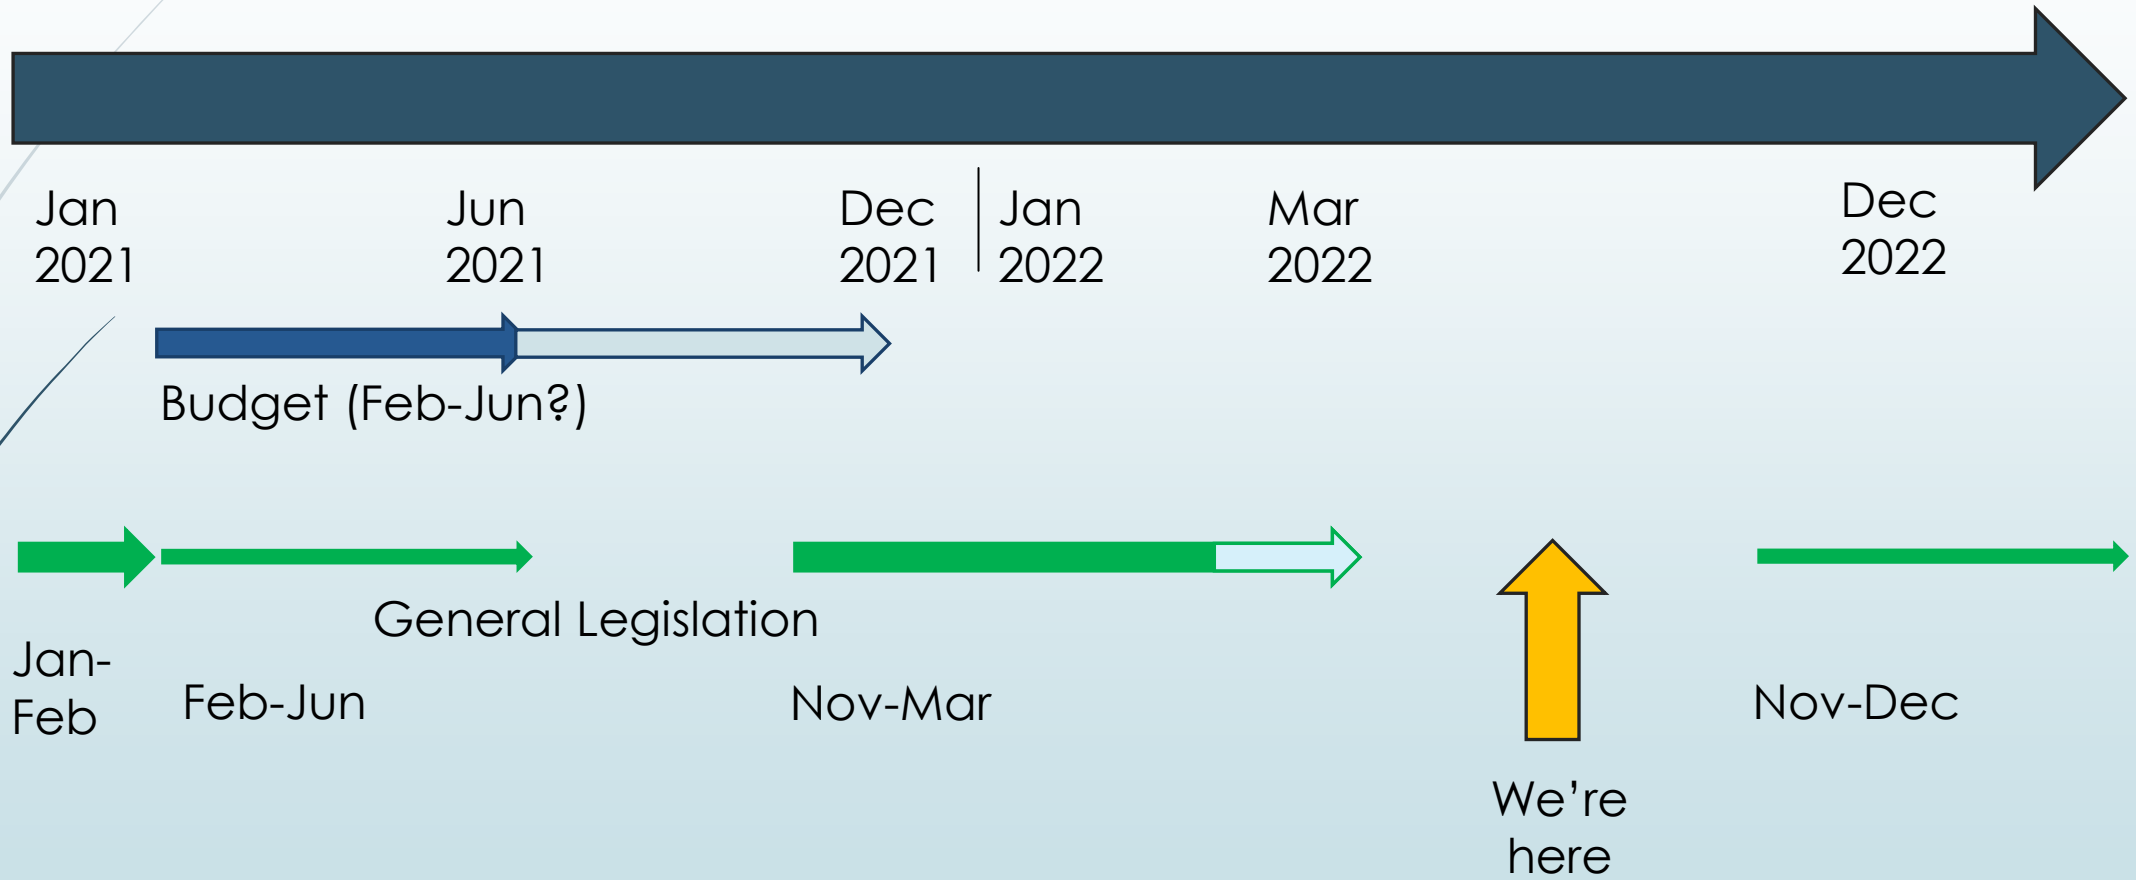 Jan
2021
Jun
2021
Dec
2021
Jan
2022
Mar
2022
Dec
2022
Budget (Feb-Jun?)
General Legislation
Jan-
Feb
Feb-Jun
Nov-Mar
Nov-Dec
We’re
here